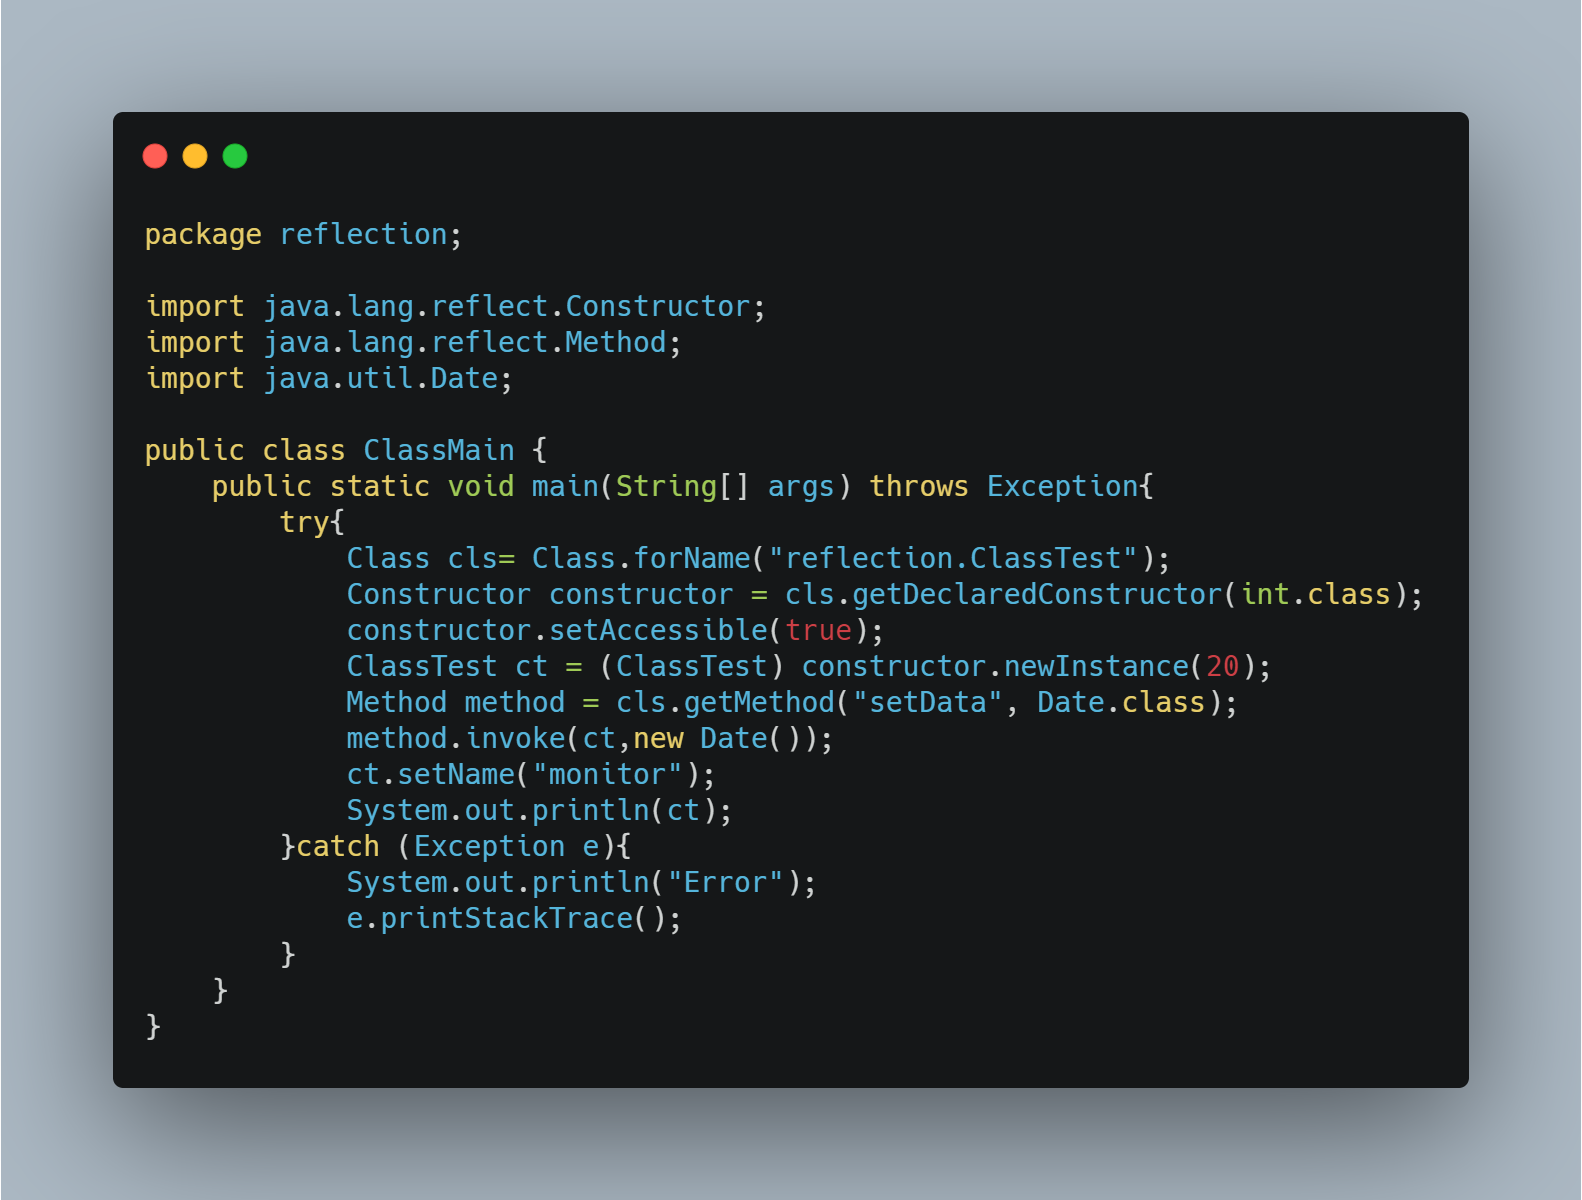 package reflection;

import java.lang.reflect.Constructor;
import java.lang.reflect.Method;
import java.util.Date;

public class ClassMain {
    public static void main(String[] args) throws Exception{
        try{
            Class cls= Class.forName("reflection.ClassTest");
            Constructor constructor = cls.getDeclaredConstructor(int.class);
            constructor.setAccessible(true);
            ClassTest ct = (ClassTest) constructor.newInstance(20);
            Method method = cls.getMethod("setData", Date.class);
            method.invoke(ct,new Date());
            ct.setName("monitor");
            System.out.println(ct);
        }catch (Exception e){
            System.out.println("Error");
            e.printStackTrace();
        }
    }
}